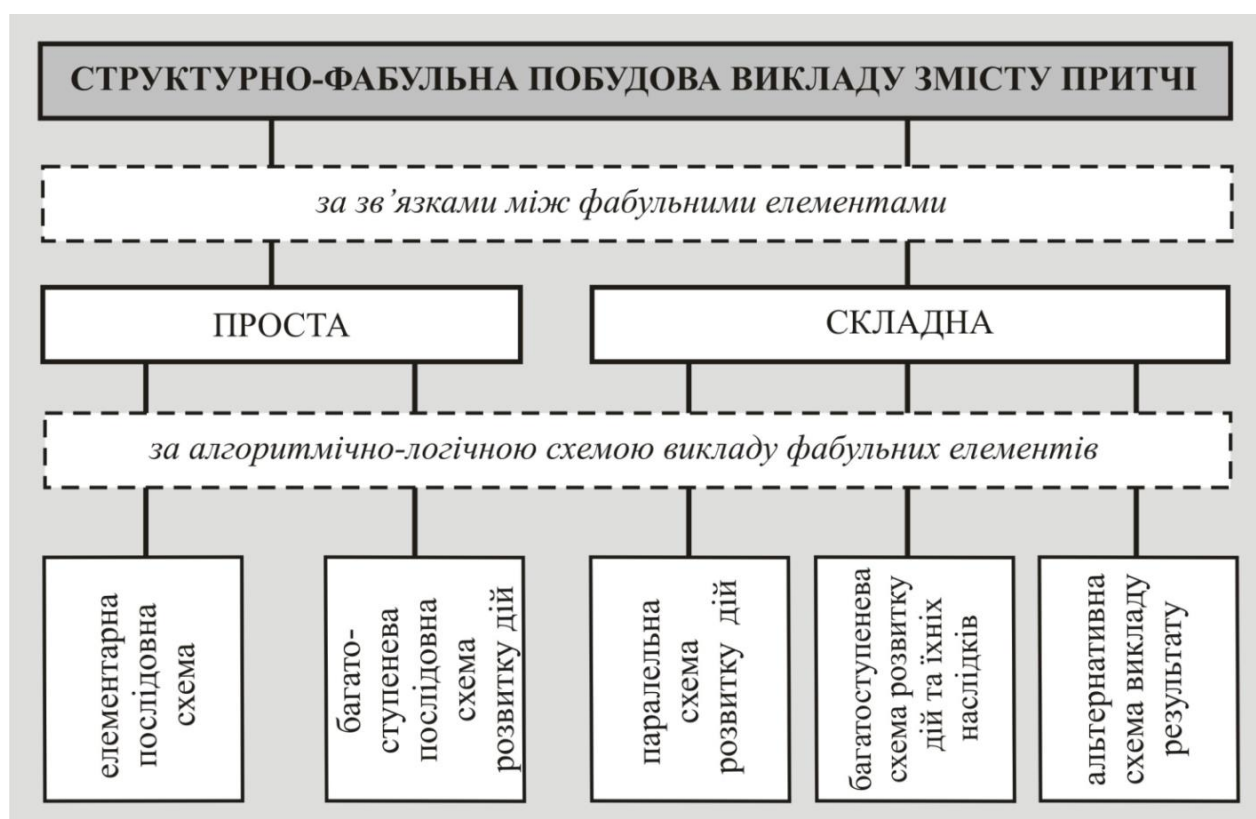 СТРУКТУРНО-ФАБУЛЬНА ПОБУДОВА ВИКЛАДУ ЗМІСТУ ПРИТЧІ
за зв’язками між фабульними елементами
ПРОСТА
СКЛАДНА
за алгоритмічно-логічною схемою викладу фабульних елементів
елементарна
послідовна
схема
багато-
ступенева
послідовна
схема
розвитку дій
паралельна
схема
розвитку дій
багатоступенева
схема розвитку
дій та їхніх
наслідків
альтернативна
схема викладу
результату